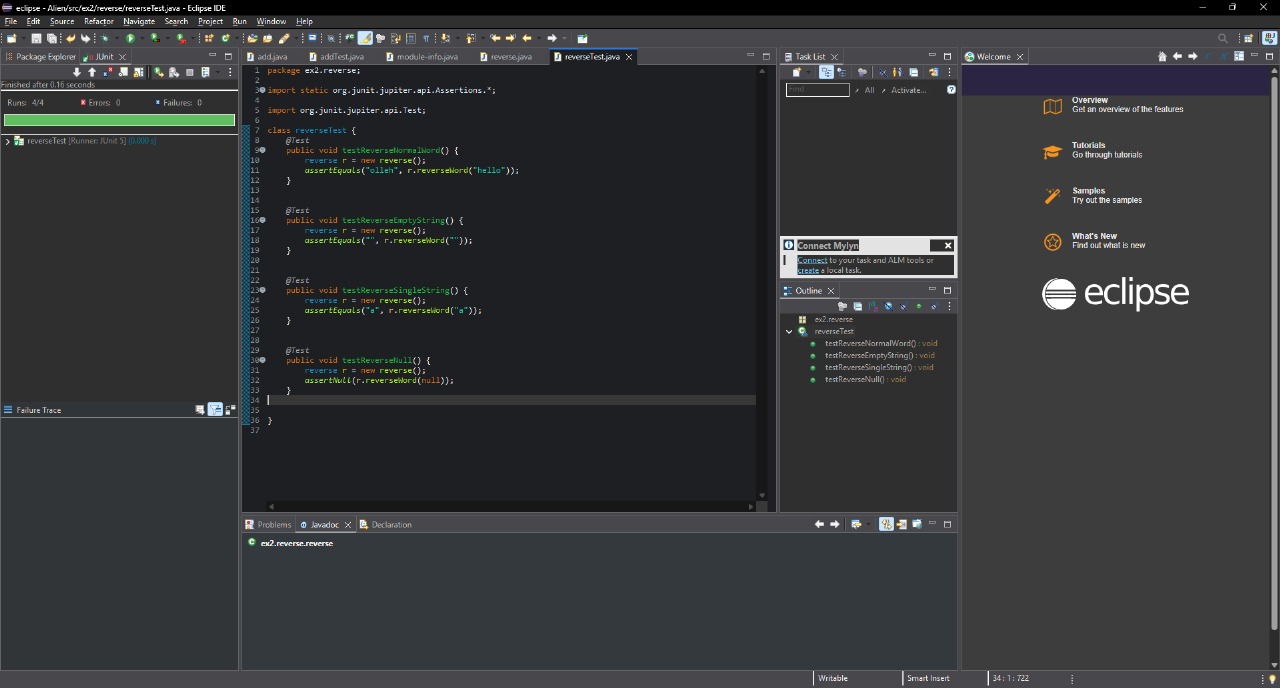 eclipse - Alien/src/ex2/reverse/reverseTest.java - Eclipse IDE
File Edit Source Refactor Navigate Search Project Run Window Help
Package Explorer JUnit
Finished after 0.16 seconds
Runs: 4/4 Errors: 0 Failures: 0
reverseTest [Runner: JUnit 5] (0.000 s)
Failure Trace
add.java addTest.java module-info.java reverse.java reverseTest.java
1 package ex2.reverse;
2
3 import static org.junit.jupiter.api.Assertions.*;
4
5 import org.junit.jupiter.api.Test;
6
7 class reverseTest {
8 @Test
9 public void testReverseNormalWord() {
10 reverse r = new reverse();
11 assertEquals("olleh", r.reverseWord("hello"));
12 }
13
14
15 @Test
16 public void testReverseEmptyString() {
17 reverse r = new reverse();
18 assertEquals("", r.reverseWord(""));
19 }
20
21
22 @Test
23 public void testReverseSingleString() {
24 reverse r = new reverse();
25 assertEquals("a", r.reverseWord("a"));
26 }
27
28
29 @Test
30 public void testReverseNull() {
31 reverse r = new reverse();
32 assertNull(r.reverseWord(null));
33 }
34
35
36 }
37
Task List
Find All Activate...
Connect Mylyn
Connect to your task and ALM tools or
create a local task.
Outline
ex2.reverse
reverseTest
testReverseNormalWord() : void
testReverseEmptyString() : void
testReverseSingleString() : void
testReverseNull() : void
Welcome
Overview
Get an overview of the features
Tutorials
Go through tutorials
Samples
Try out the samples
What's New
Find out what is new
eclipse
Problems Javadoc Declaration
ex2.reverse.reverse
Writable Smart Insert 34 : 1 : 722